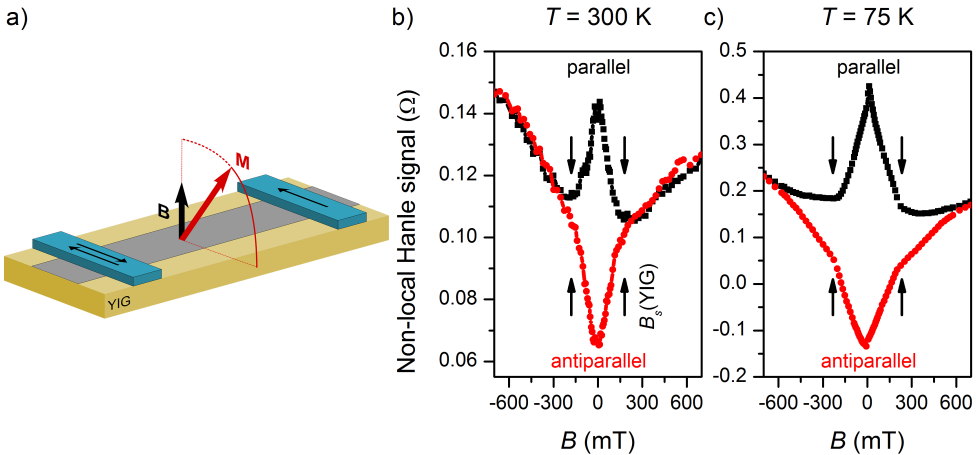 a)
M
B
YIG
b)
T = 300 K
Non-local Hanle signal (Ω)
0.16
0.14
0.12
0.10
0.08
0.06
parallel
antiparallel
Bs(YIG)
-600 -300 0 300 600
B (mT)
c)
T = 75 K
0.5
0.4
0.3
0.2
0.1
0.0
-0.1
-0.2
parallel
antiparallel
-600 -300 0 300 600
B (mT)